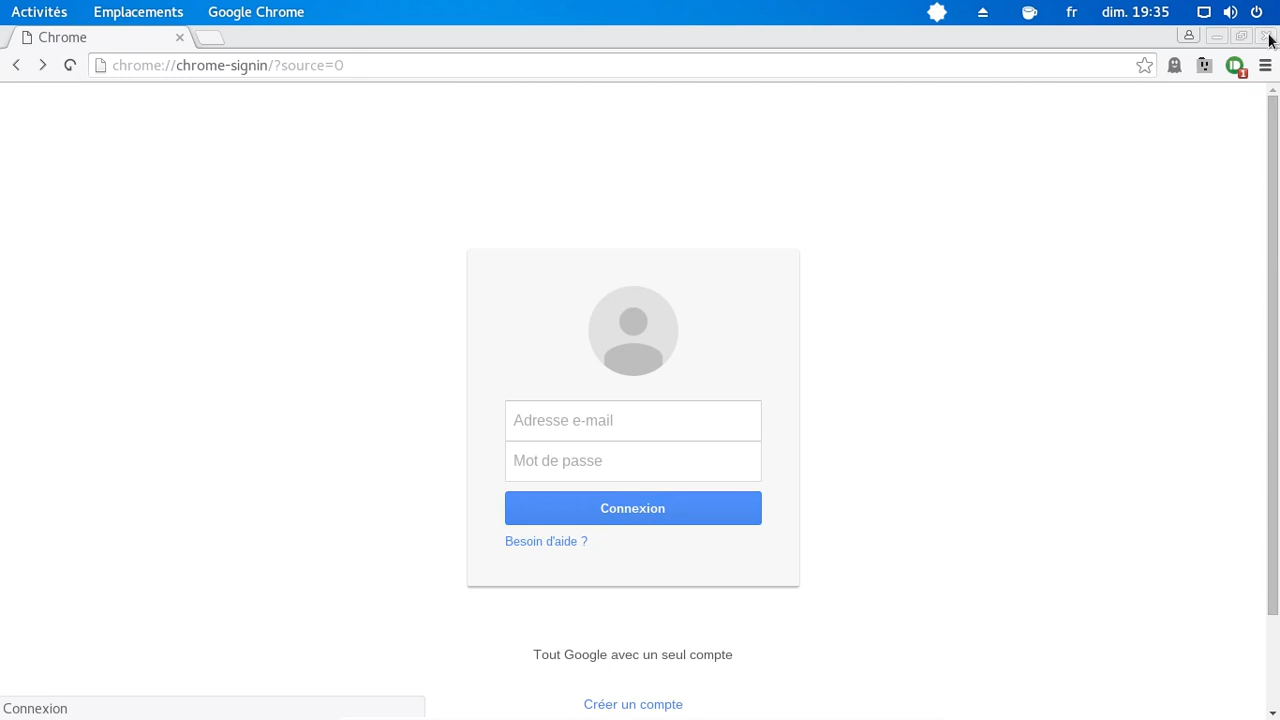 Activités Emplacements Google Chrome fr dim. 19:35
Chrome
chrome://chrome-signin/?source=0
1
Adresse e-mail
Mot de passe
Connexion
Besoin d'aide ?
Tout Google avec un seul compte
Créer un compte
Connexion